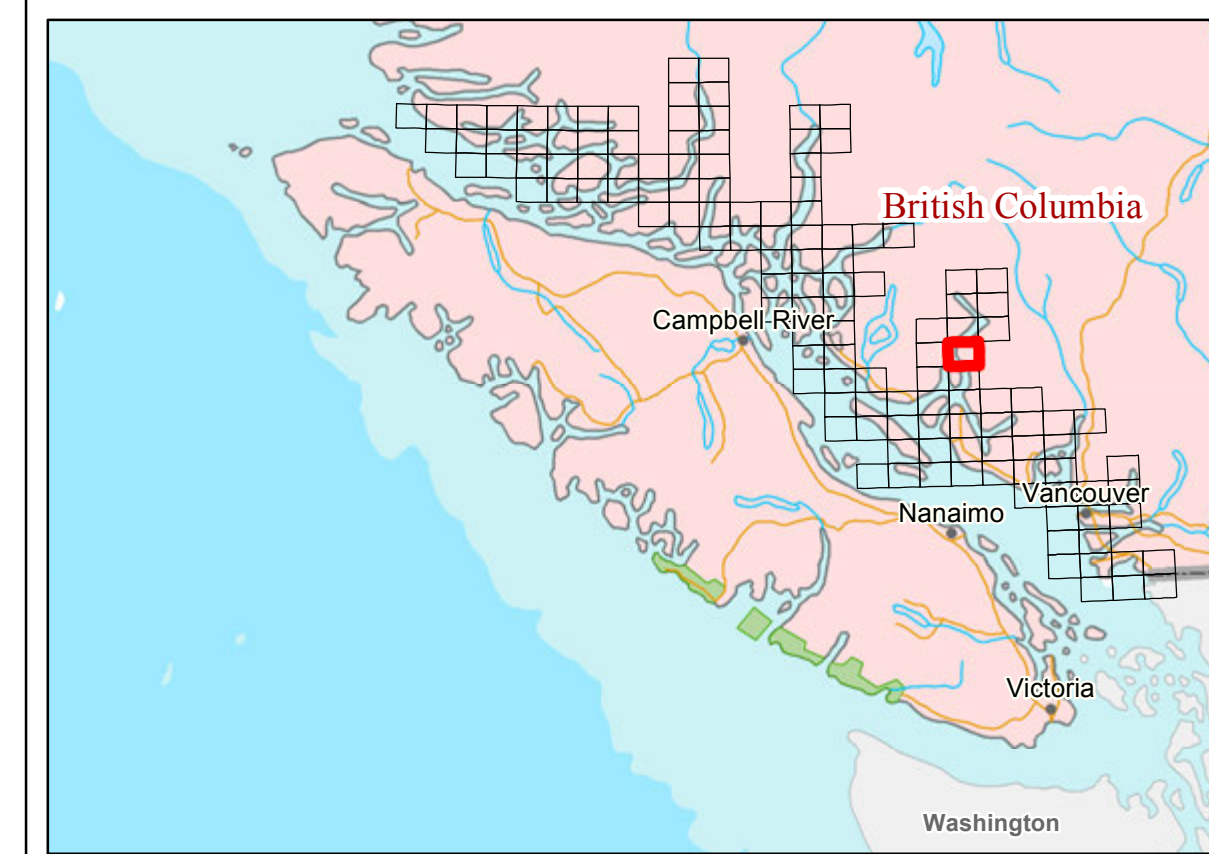 British Columbia
Campbell River
Vancouver
Nanaimo
Victoria
Washington